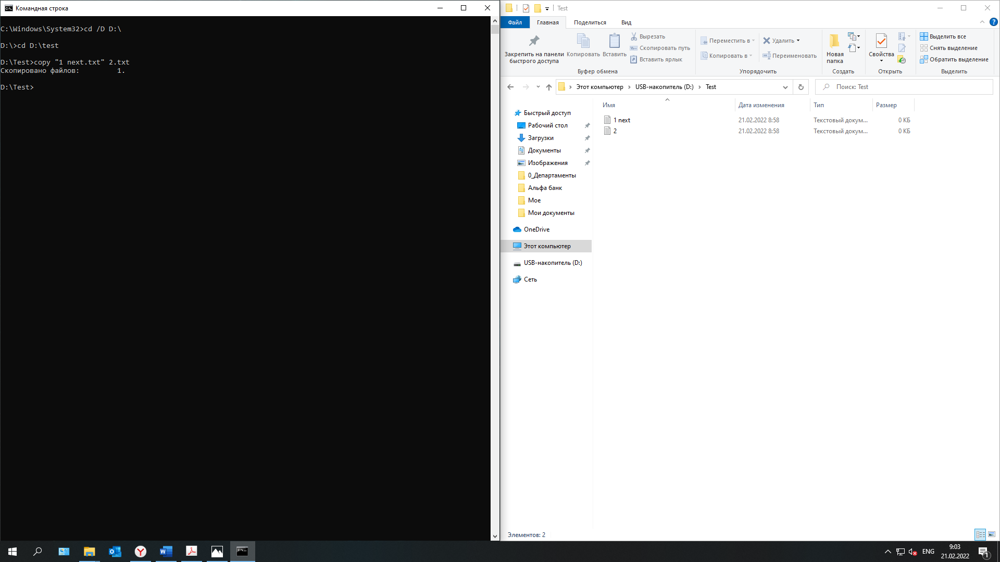 Командная строка
C:\Windows\System32>cd /D D:\
D:\>cd D:\test
D:\Test>copy "1 next.txt" 2.txt
Скопировано файлов:         1.
D:\Test>
Test
Файл
Главная
Поделиться
Вид
Закрепить на панели быстрого доступа
Копировать
Вставить
Вырезать
Скопировать путь
Вставить ярлык
Буфер обмена
Переместить в
Копировать в
Удалить
Переименовать
Упорядочить
Новая папка
Создать
Свойства
Открыть
Выделить все
Снять выделение
Обратить выделение
Выделить
Этот компьютер > USB-накопитель (D:) > Test
Поиск: Test
Имя
Дата изменения
Тип
Размер
1 next 21.02.2022 8:58 Текстовый докум... 0 КБ
2 21.02.2022 8:58 Текстовый докум... 0 КБ
Быстрый доступ
Рабочий стол
Загрузки
Документы
Изображения
0_Департаменты
Альфа банк
Мое
Мои документы
OneDrive
Этот компьютер
USB-накопитель (D:)
Сеть
Элементов: 2
ENG
9:03
21.02.2022
1